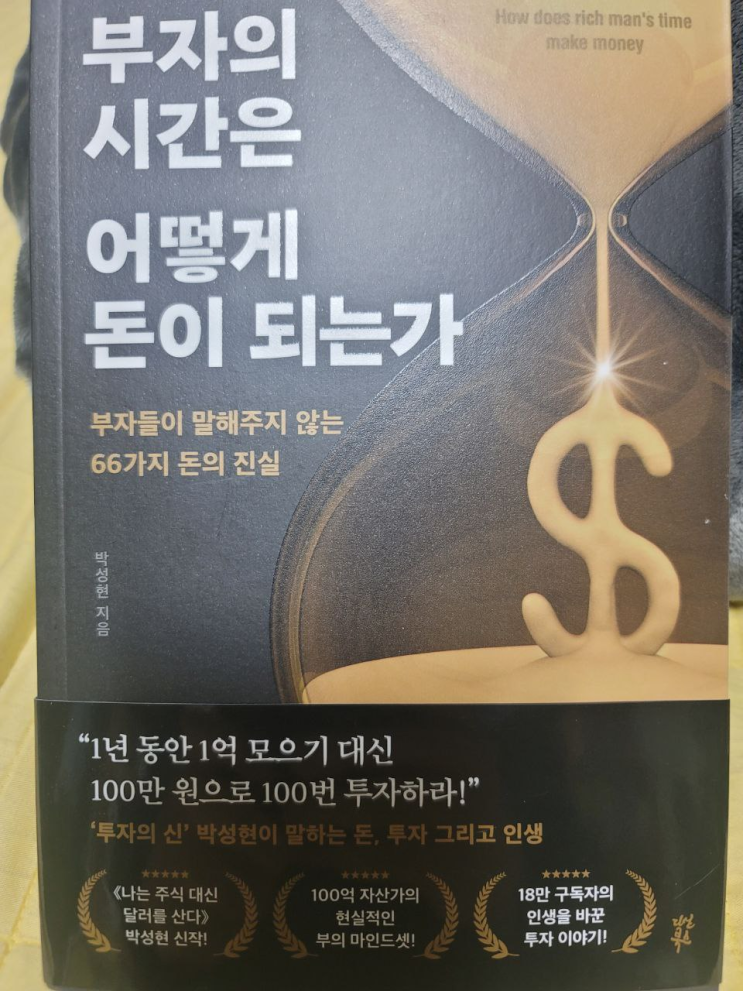 How does rich man's time
make money
부자의
시간은
어떻게
돈이 되는가
부자들이 말해주지 않는
66가지 돈의 진실
박성현 지음
“1년 동안 1억 모으기 대신
100만 원으로 100번 투자하라!”
‘투자의 신’ 박성현이 말하는 돈, 투자 그리고 인생
《나는 주식 대신
달러를 산다》
박성현 신작!
100억 자산가의
현실적인
부의 마인드셋!
18만 구독자의
인생을 바꾼
투자 이야기!
다산
북스